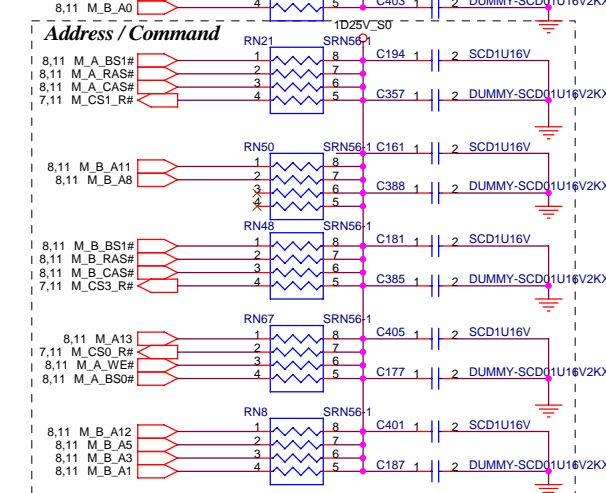 8,11 M_B_A0 4 5 C403 1 2 DUMMY-SCD01U16V2KX
Address / Command 1D25V_S0
RN21 SRN56-1
8,11 M_A_BS1# 1 8 C194 1 2 SCD1U16V
8,11 M_A_RAS# 2 7
8,11 M_A_CAS# 3 6
7,11 M_CS1_R# 4 5 C357 1 2 DUMMY-SCD01U16V2KX
RN50 SRN56-1 C161 1 2 SCD1U16V
8,11 M_B_A11 1 8
8,11 M_B_A8 2 7
3 6 C388 1 2 DUMMY-SCD01U16V2KX
4 5
RN48 SRN56-1
8,11 M_B_BS1# 1 8 C181 1 2 SCD1U16V
8,11 M_B_RAS# 2 7
8,11 M_B_CAS# 3 6
7,11 M_CS3_R# 4 5 C385 1 2 DUMMY-SCD01U16V2KX
RN67 SRN56-1
8,11 M_A13 1 8 C405 1 2 SCD1U16V
7,11 M_CS0_R# 2 7
8,11 M_A_WE# 3 6
8,11 M_A_BS0# 4 5 C177 1 2 DUMMY-SCD01U16V2KX
RN8 SRN56-1
8,11 M_B_A12 1 8 C401 1 2 SCD1U16V
8,11 M_B_A5 2 7
8,11 M_B_A3 3 6
8,11 M_B_A1 4 5 C187 1 2 DUMMY-SCD01U16V2KX